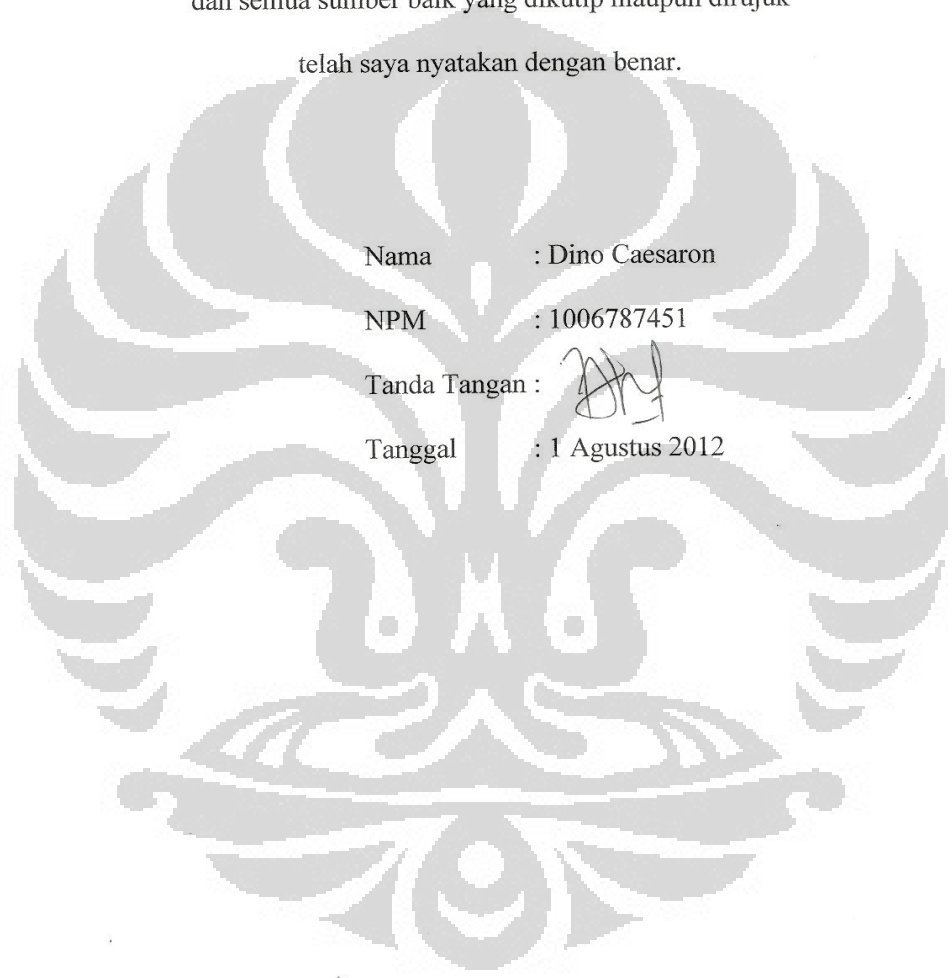 dan semua sumber baik yang dikutip maupun dirujuk
telah saya nyatakan dengan benar.
Nama : Dino Caesaron
NPM : 1006787451
Tanda Tangan :
Tanggal : 1 Agustus 2012